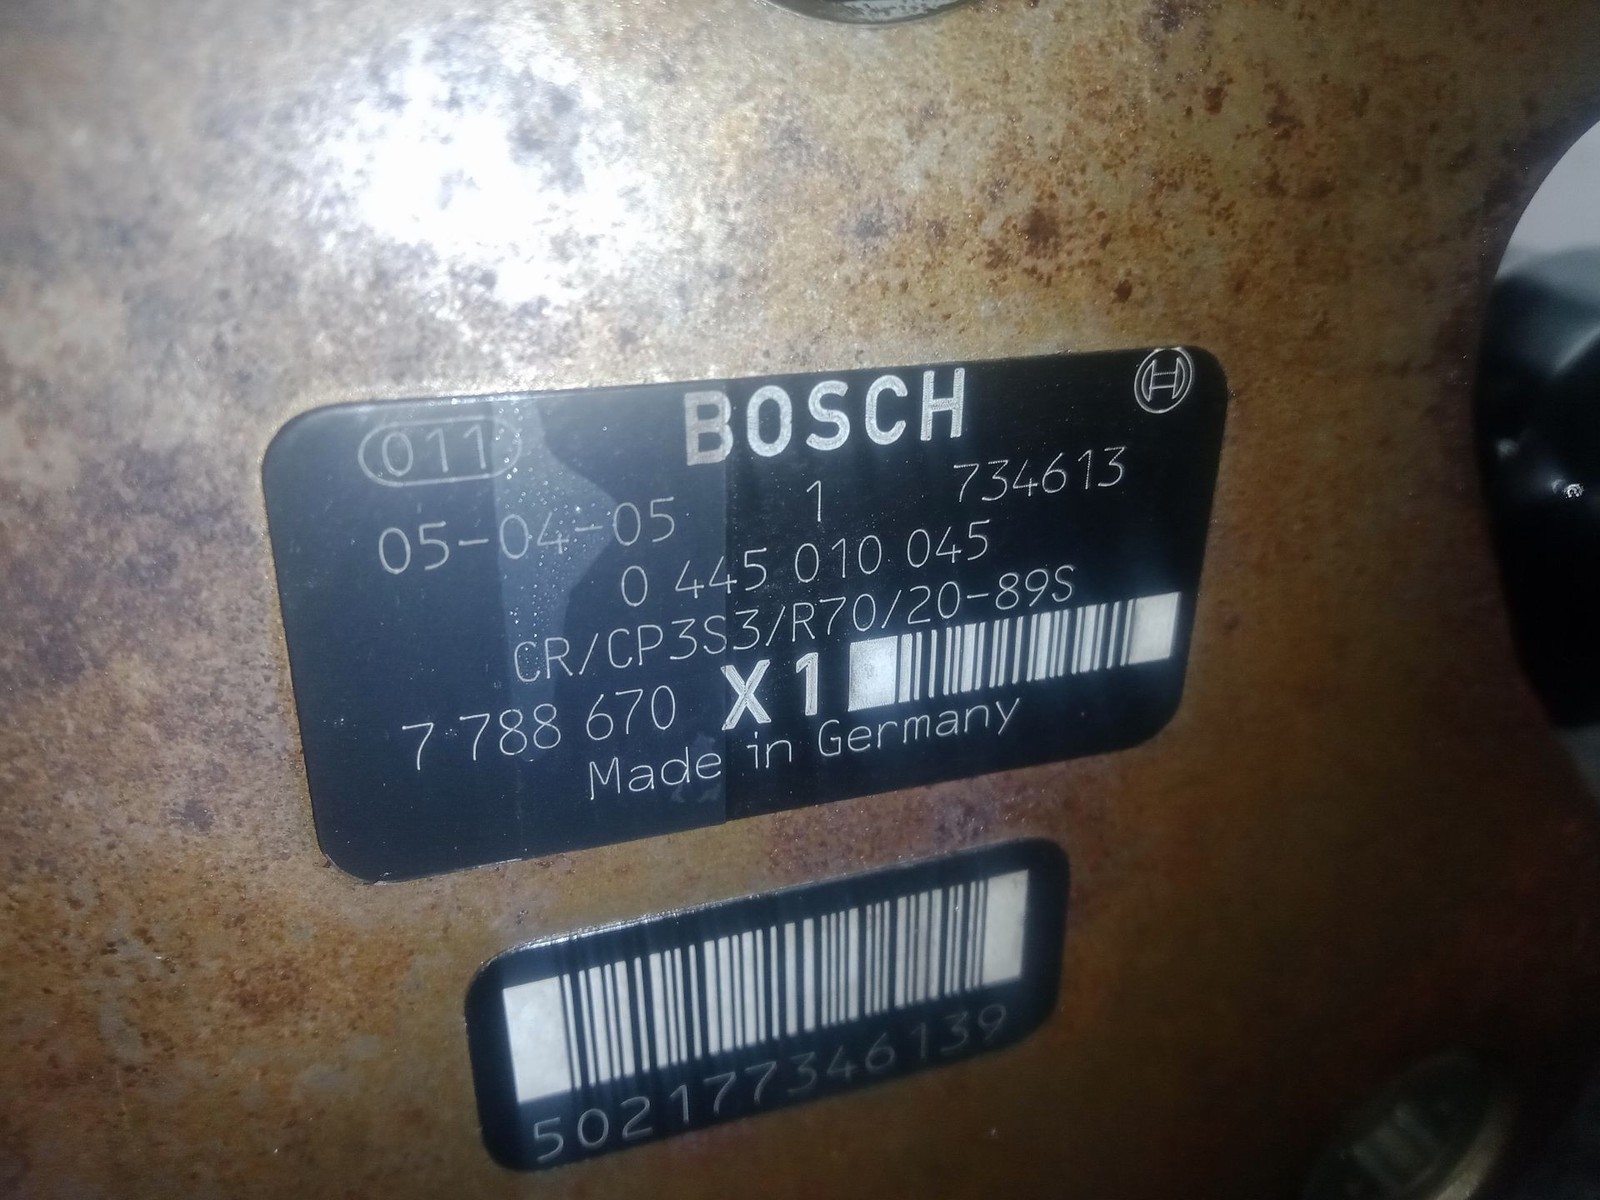 BOSCH
011
05-04-05 1 734613
0 445 010 045
CR/CP3S3/R70/20-89S
7 788 670 X1
Made in Germany
502177346139